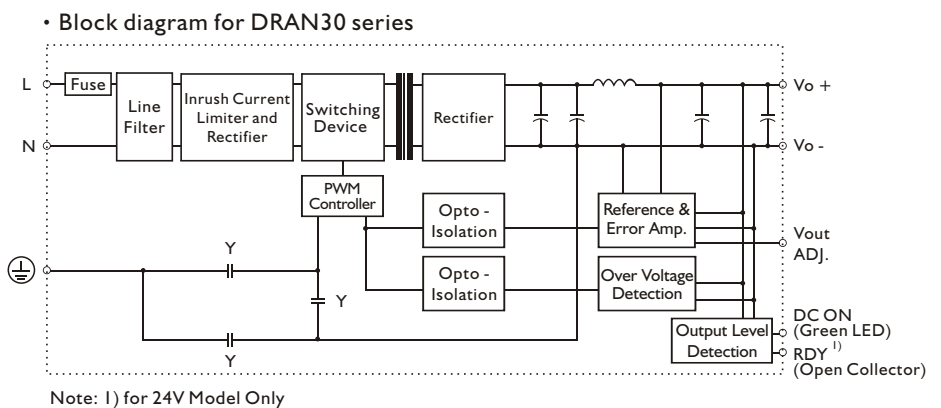 • Block diagram for DRAN30 series
L
Fuse
Line
Filter
Inrush Current
Limiter and
Rectifier
Switching
Device
Rectifier
Vo +
N
Vo -
PWM
Controller
Opto -
Isolation
Reference &
Error Amp.
Vout
ADJ.
Y
Opto -
Isolation
Over Voltage
Detection
Y
Y
Output Level
Detection
DC ON
(Green LED)
RDY 1)
(Open Collector)
Note: 1) for 24V Model Only